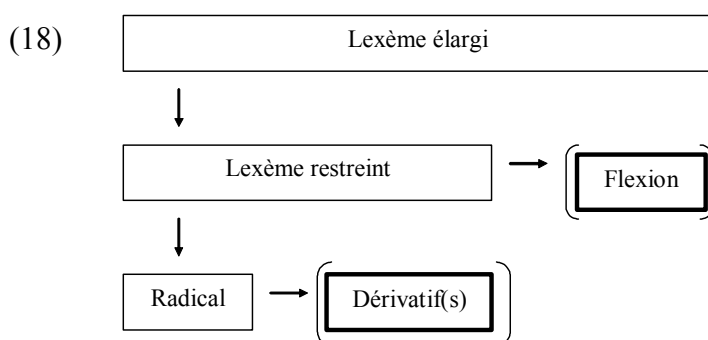 (18) Lexème élargi
Lexème restreint Flexion
Radical Dérivatif(s)